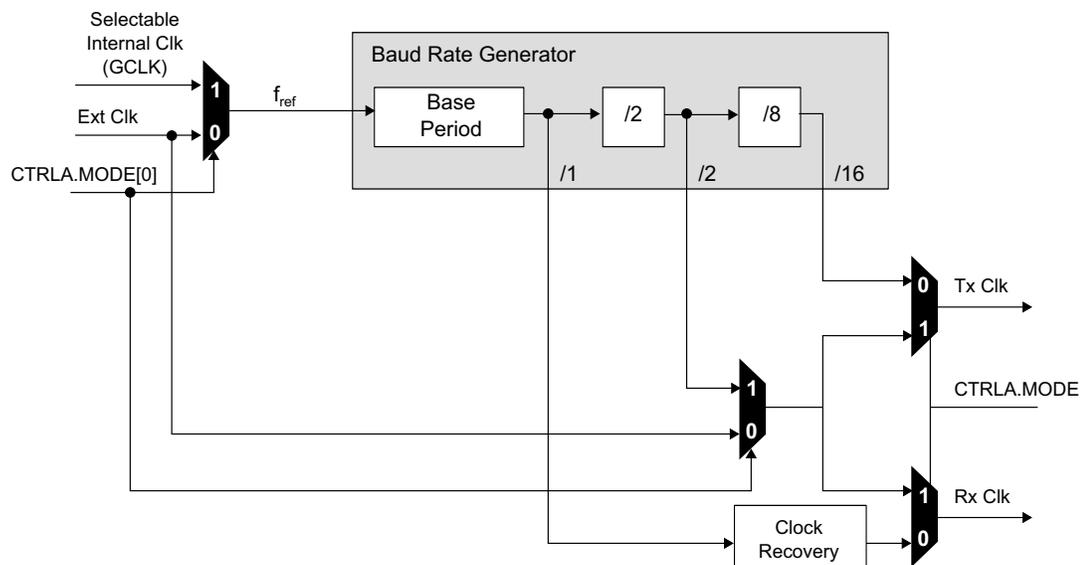 Selectable
Internal Clk
(GCLK)
Ext Clk
CTRLA.MODE[0]
1
0
fref
Baud Rate Generator
Base
Period
/2
/8
/1
/2
/16
0
1
Tx Clk
CTRLA.MODE
1
0
1
0
Rx Clk
Clock
Recovery